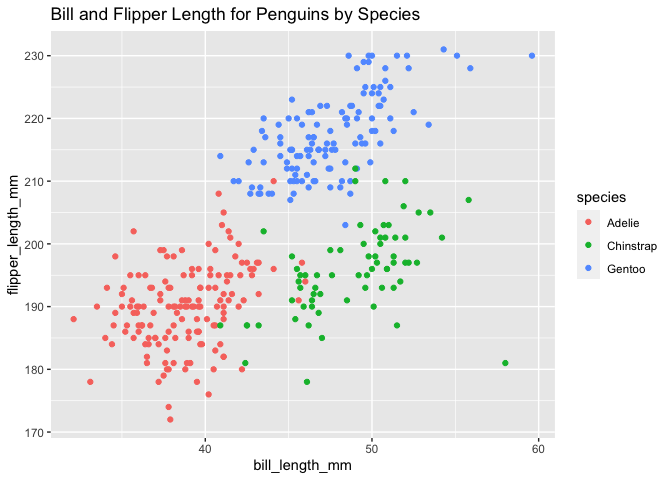 Bill and Flipper Length for Penguins by Species
230
220
210
200
190
180
170
flipper_length_mm
40
50
60
bill_length_mm
species
Adelie
Chinstrap
Gentoo